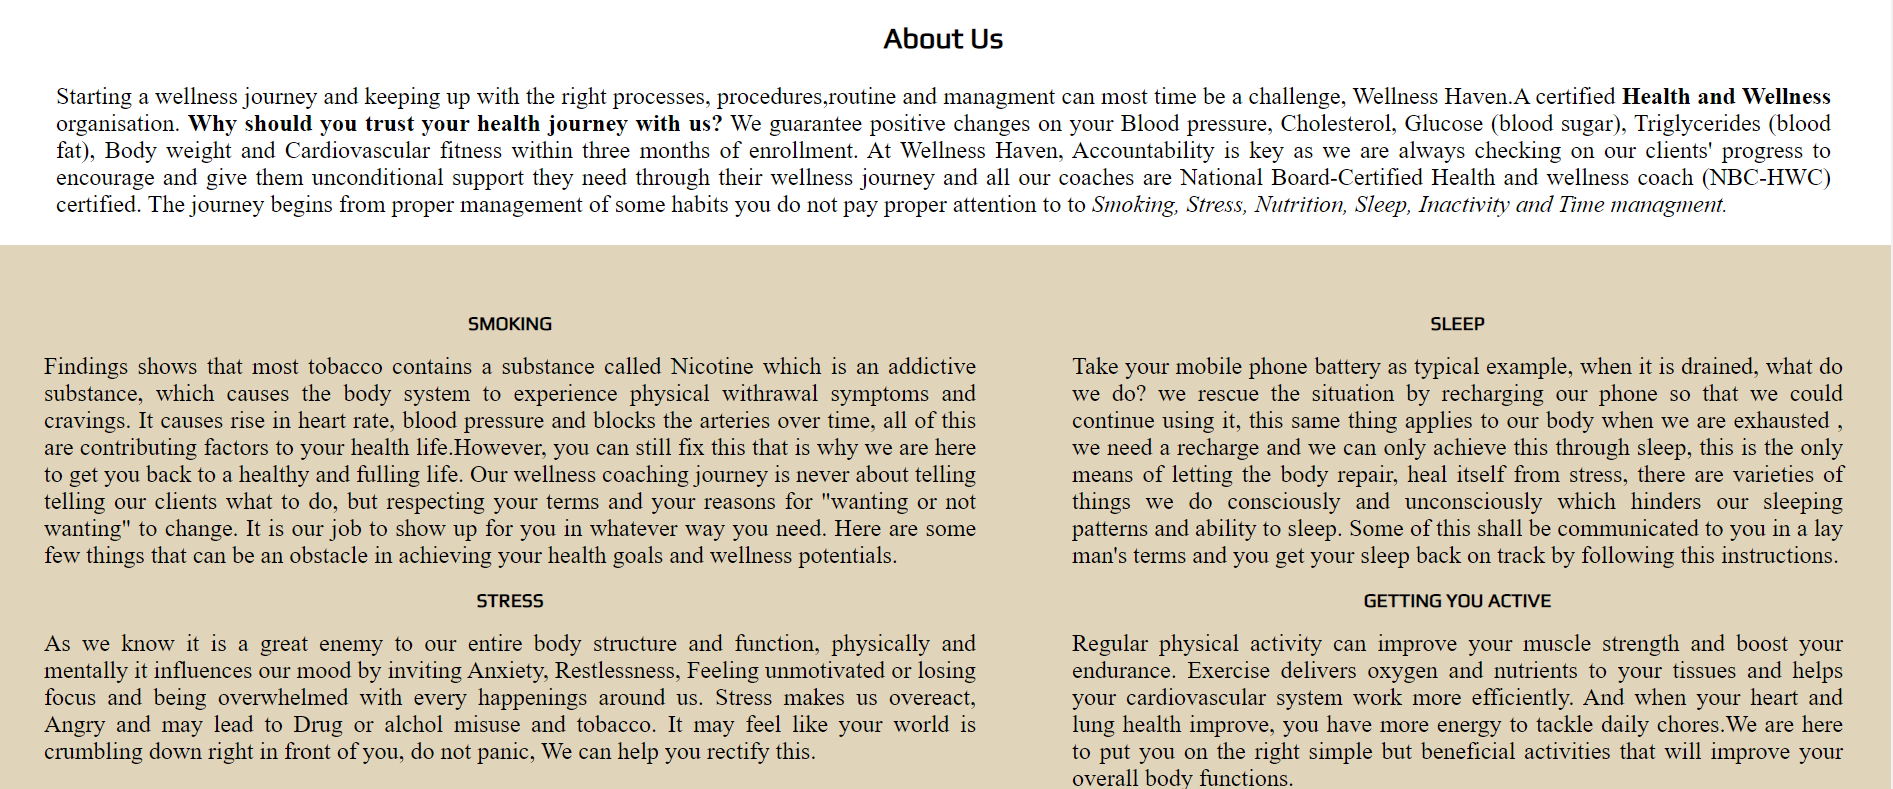 About Us
Starting a wellness journey and keeping up with the right processes, procedures,routine and managment can most time be a challenge, Wellness Haven.A certified Health and Wellness
organisation. Why should you trust your health journey with us? We guarantee positive changes on your Blood pressure, Cholesterol, Glucose (blood sugar), Triglycerides (blood
fat), Body weight and Cardiovascular fitness within three months of enrollment. At Wellness Haven, Accountability is key as we are always checking on our clients' progress to
encourage and give them unconditional support they need through their wellness journey and all our coaches are National Board-Certified Health and wellness coach (NBC-HWC)
certified. The journey begins from proper management of some habits you do not pay proper attention to to Smoking, Stress, Nutrition, Sleep, Inactivity and Time managment.
SMOKING
Findings shows that most tobacco contains a substance called Nicotine which is an addictive
substance, which causes the body system to experience physical withrawal symptoms and
cravings. It causes rise in heart rate, blood pressure and blocks the arteries over time, all of this
are contributing factors to your health life.However, you can still fix this that is why we are here
to get you back to a healthy and fulling life. Our wellness coaching journey is never about telling
telling our clients what to do, but respecting your terms and your reasons for "wanting or not
wanting" to change. It is our job to show up for you in whatever way you need. Here are some
few things that can be an obstacle in achieving your health goals and wellness potentials.
STRESS
As we know it is a great enemy to our entire body structure and function, physically and
mentally it influences our mood by inviting Anxiety, Restlessness, Feeling unmotivated or losing
focus and being overwhelmed with every happenings around us. Stress makes us overeact,
Angry and may lead to Drug or alchol misuse and tobacco. It may feel like your world is
crumbling down right in front of you, do not panic, We can help you rectify this.
SLEEP
Take your mobile phone battery as typical example, when it is drained, what do
we do? we rescue the situation by recharging our phone so that we could
continue using it, this same thing applies to our body when we are exhausted ,
we need a recharge and we can only achieve this through sleep, this is the only
means of letting the body repair, heal itself from stress, there are varieties of
things we do consciously and unconsciously which hinders our sleeping
patterns and ability to sleep. Some of this shall be communicated to you in a lay
man's terms and you get your sleep back on track by following this instructions.
GETTING YOU ACTIVE
Regular physical activity can improve your muscle strength and boost your
endurance. Exercise delivers oxygen and nutrients to your tissues and helps
your cardiovascular system work more efficiently. And when your heart and
lung health improve, you have more energy to tackle daily chores.We are here
to put you on the right simple but beneficial activities that will improve your
overall body functions.